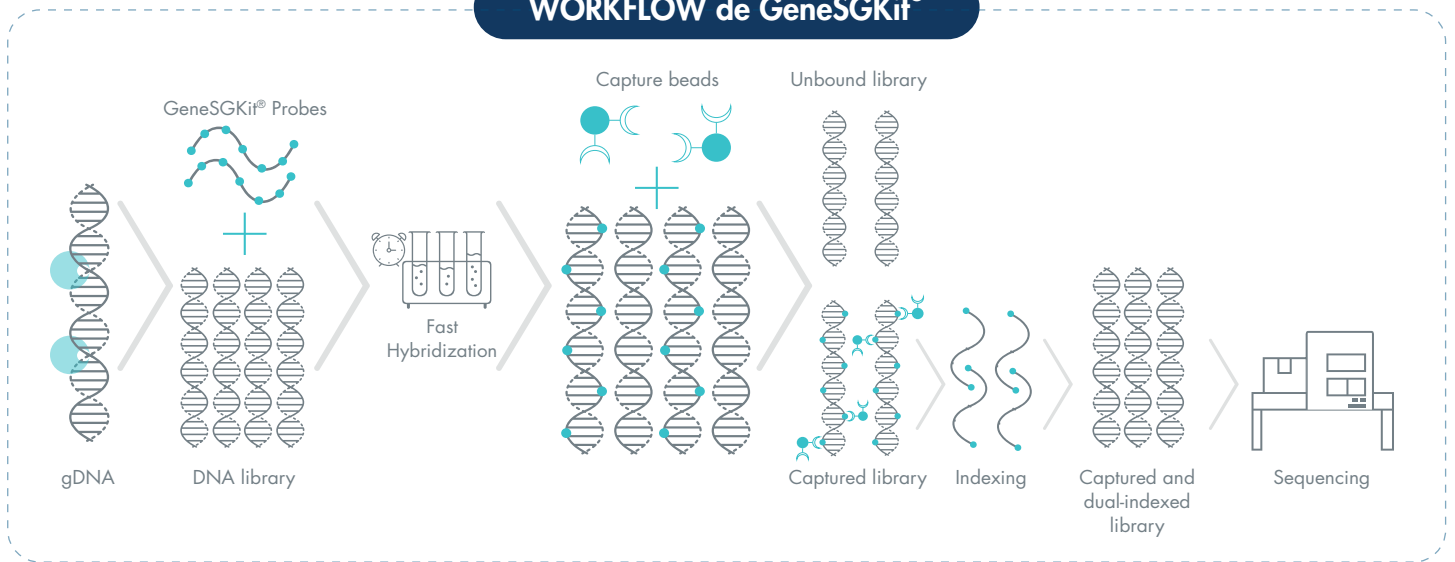 WORKFLOW de GeneSGKit®
GeneSGKit® Probes
gDNA
DNA library
Fast
Hybridization
Capture beads
Unbound library
Captured library
Indexing
Captured and
dual-indexed
library
Sequencing